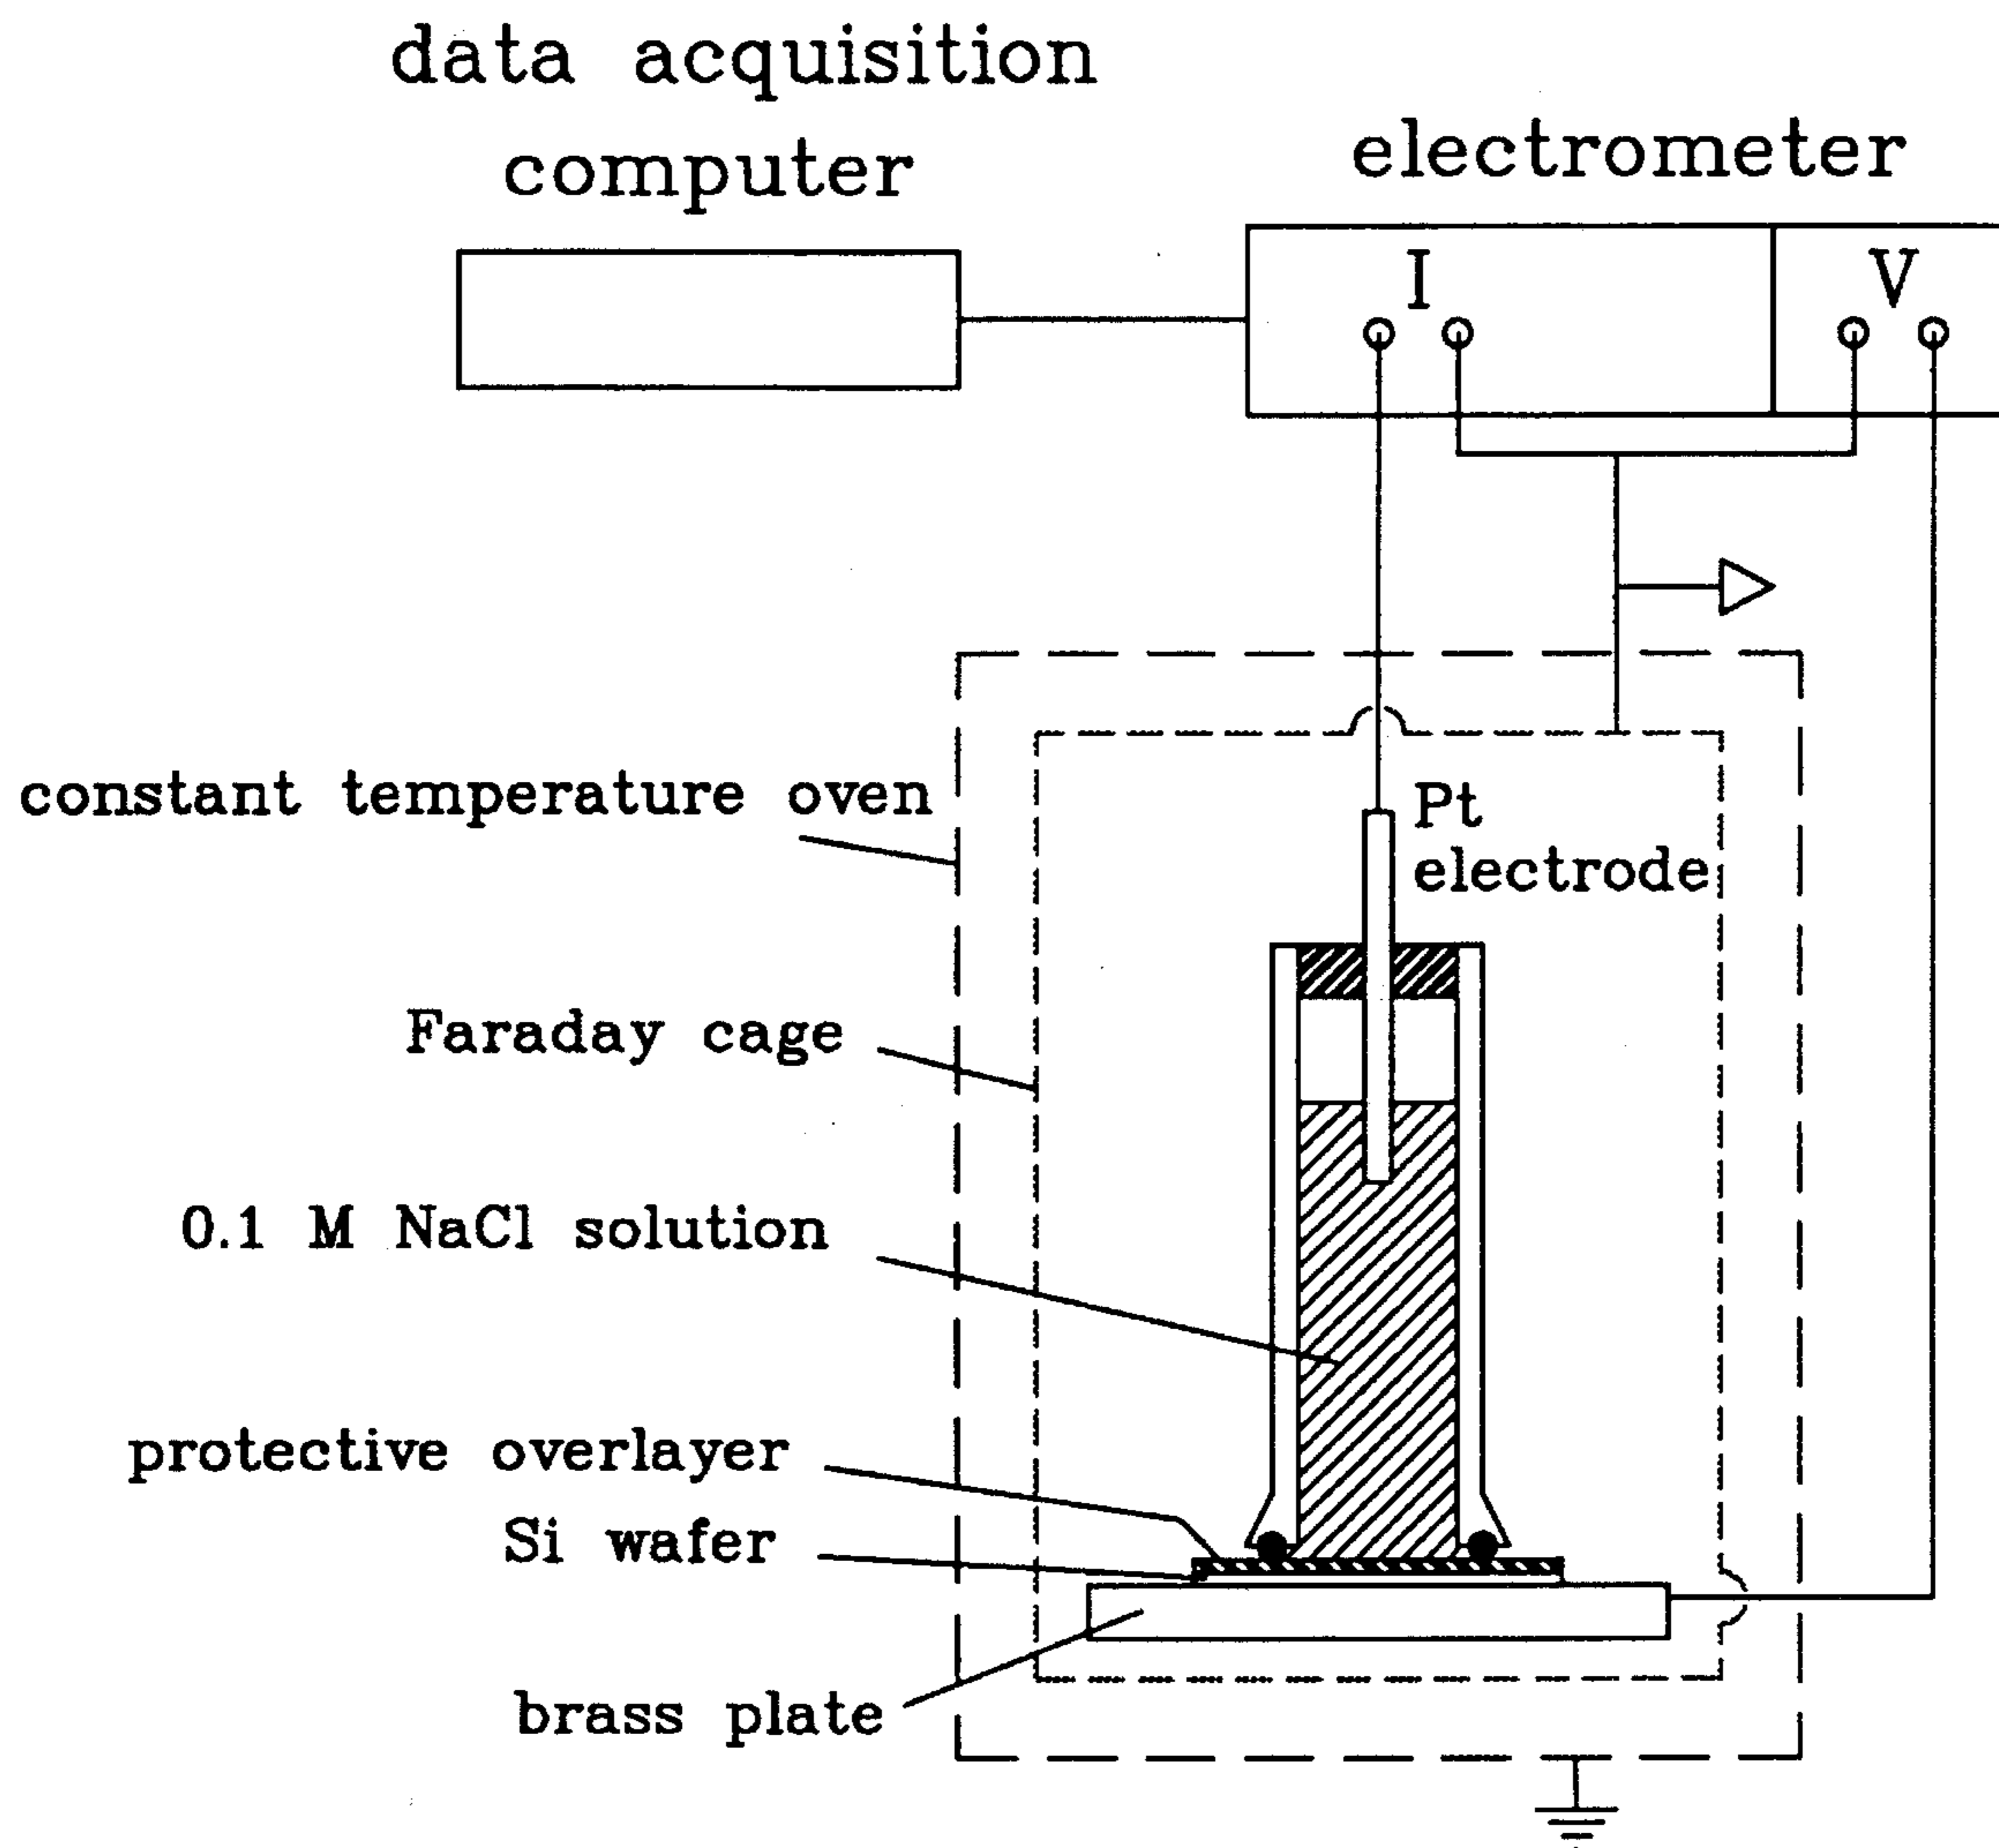 data acquisition
computer
electrometer
I
V
constant temperature oven
Pt
electrode
Faraday cage
0.1 M NaCl solution
protective overlayer
Si wafer
brass plate